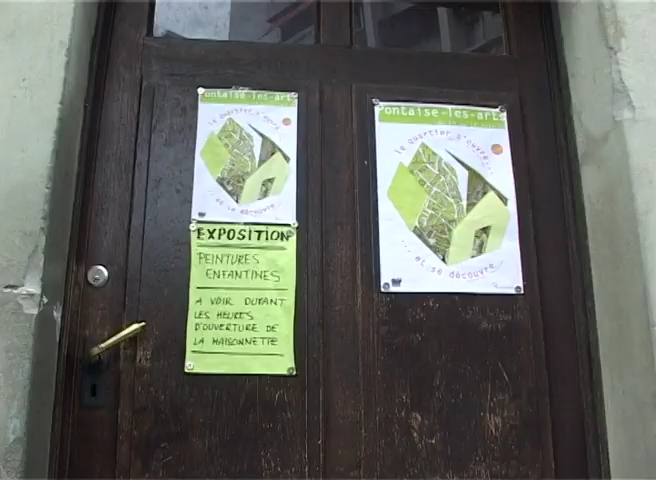 Pontaise-les-arts
le quartier s'ouvre...
... et se découvre
EXPOSITION
PEINTURES
ENFANTINES
A VOIR DURANT
LES HEURES
D'OUVERTURE DE
LA MAISONNETTE
Pontaise-les-arts
le quartier s'ouvre...
... et se découvre